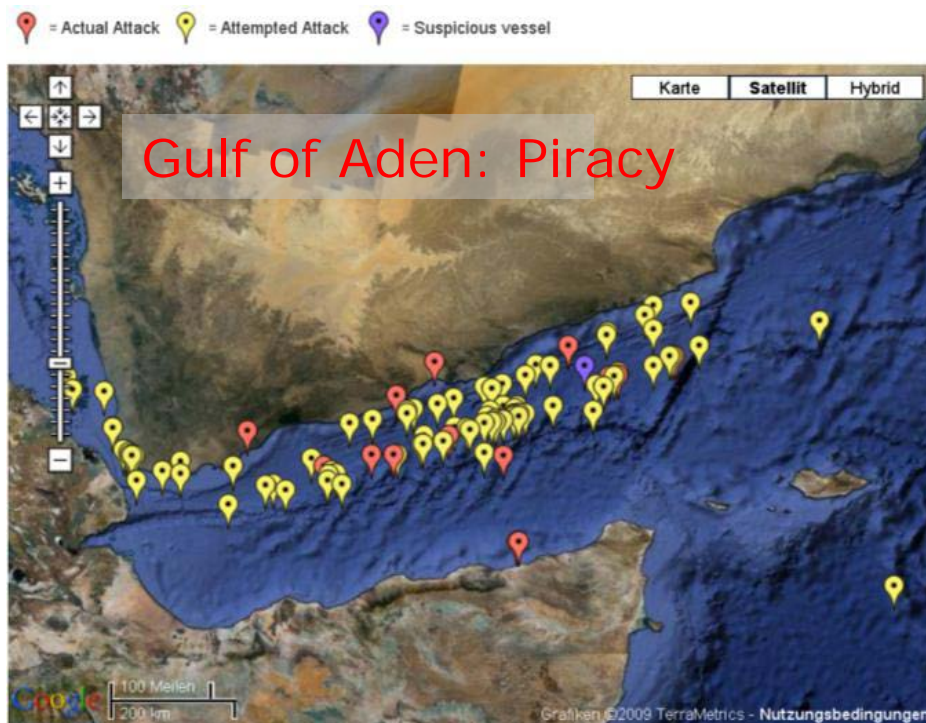 = Actual Attack = Attempted Attack = Suspicious vessel
Karte Satellit Hybrid
Gulf of Aden: Piracy
Google
100 Meilen
200 km
Grafiken ©2009 TerraMetrics - Nutzungsbedingungen